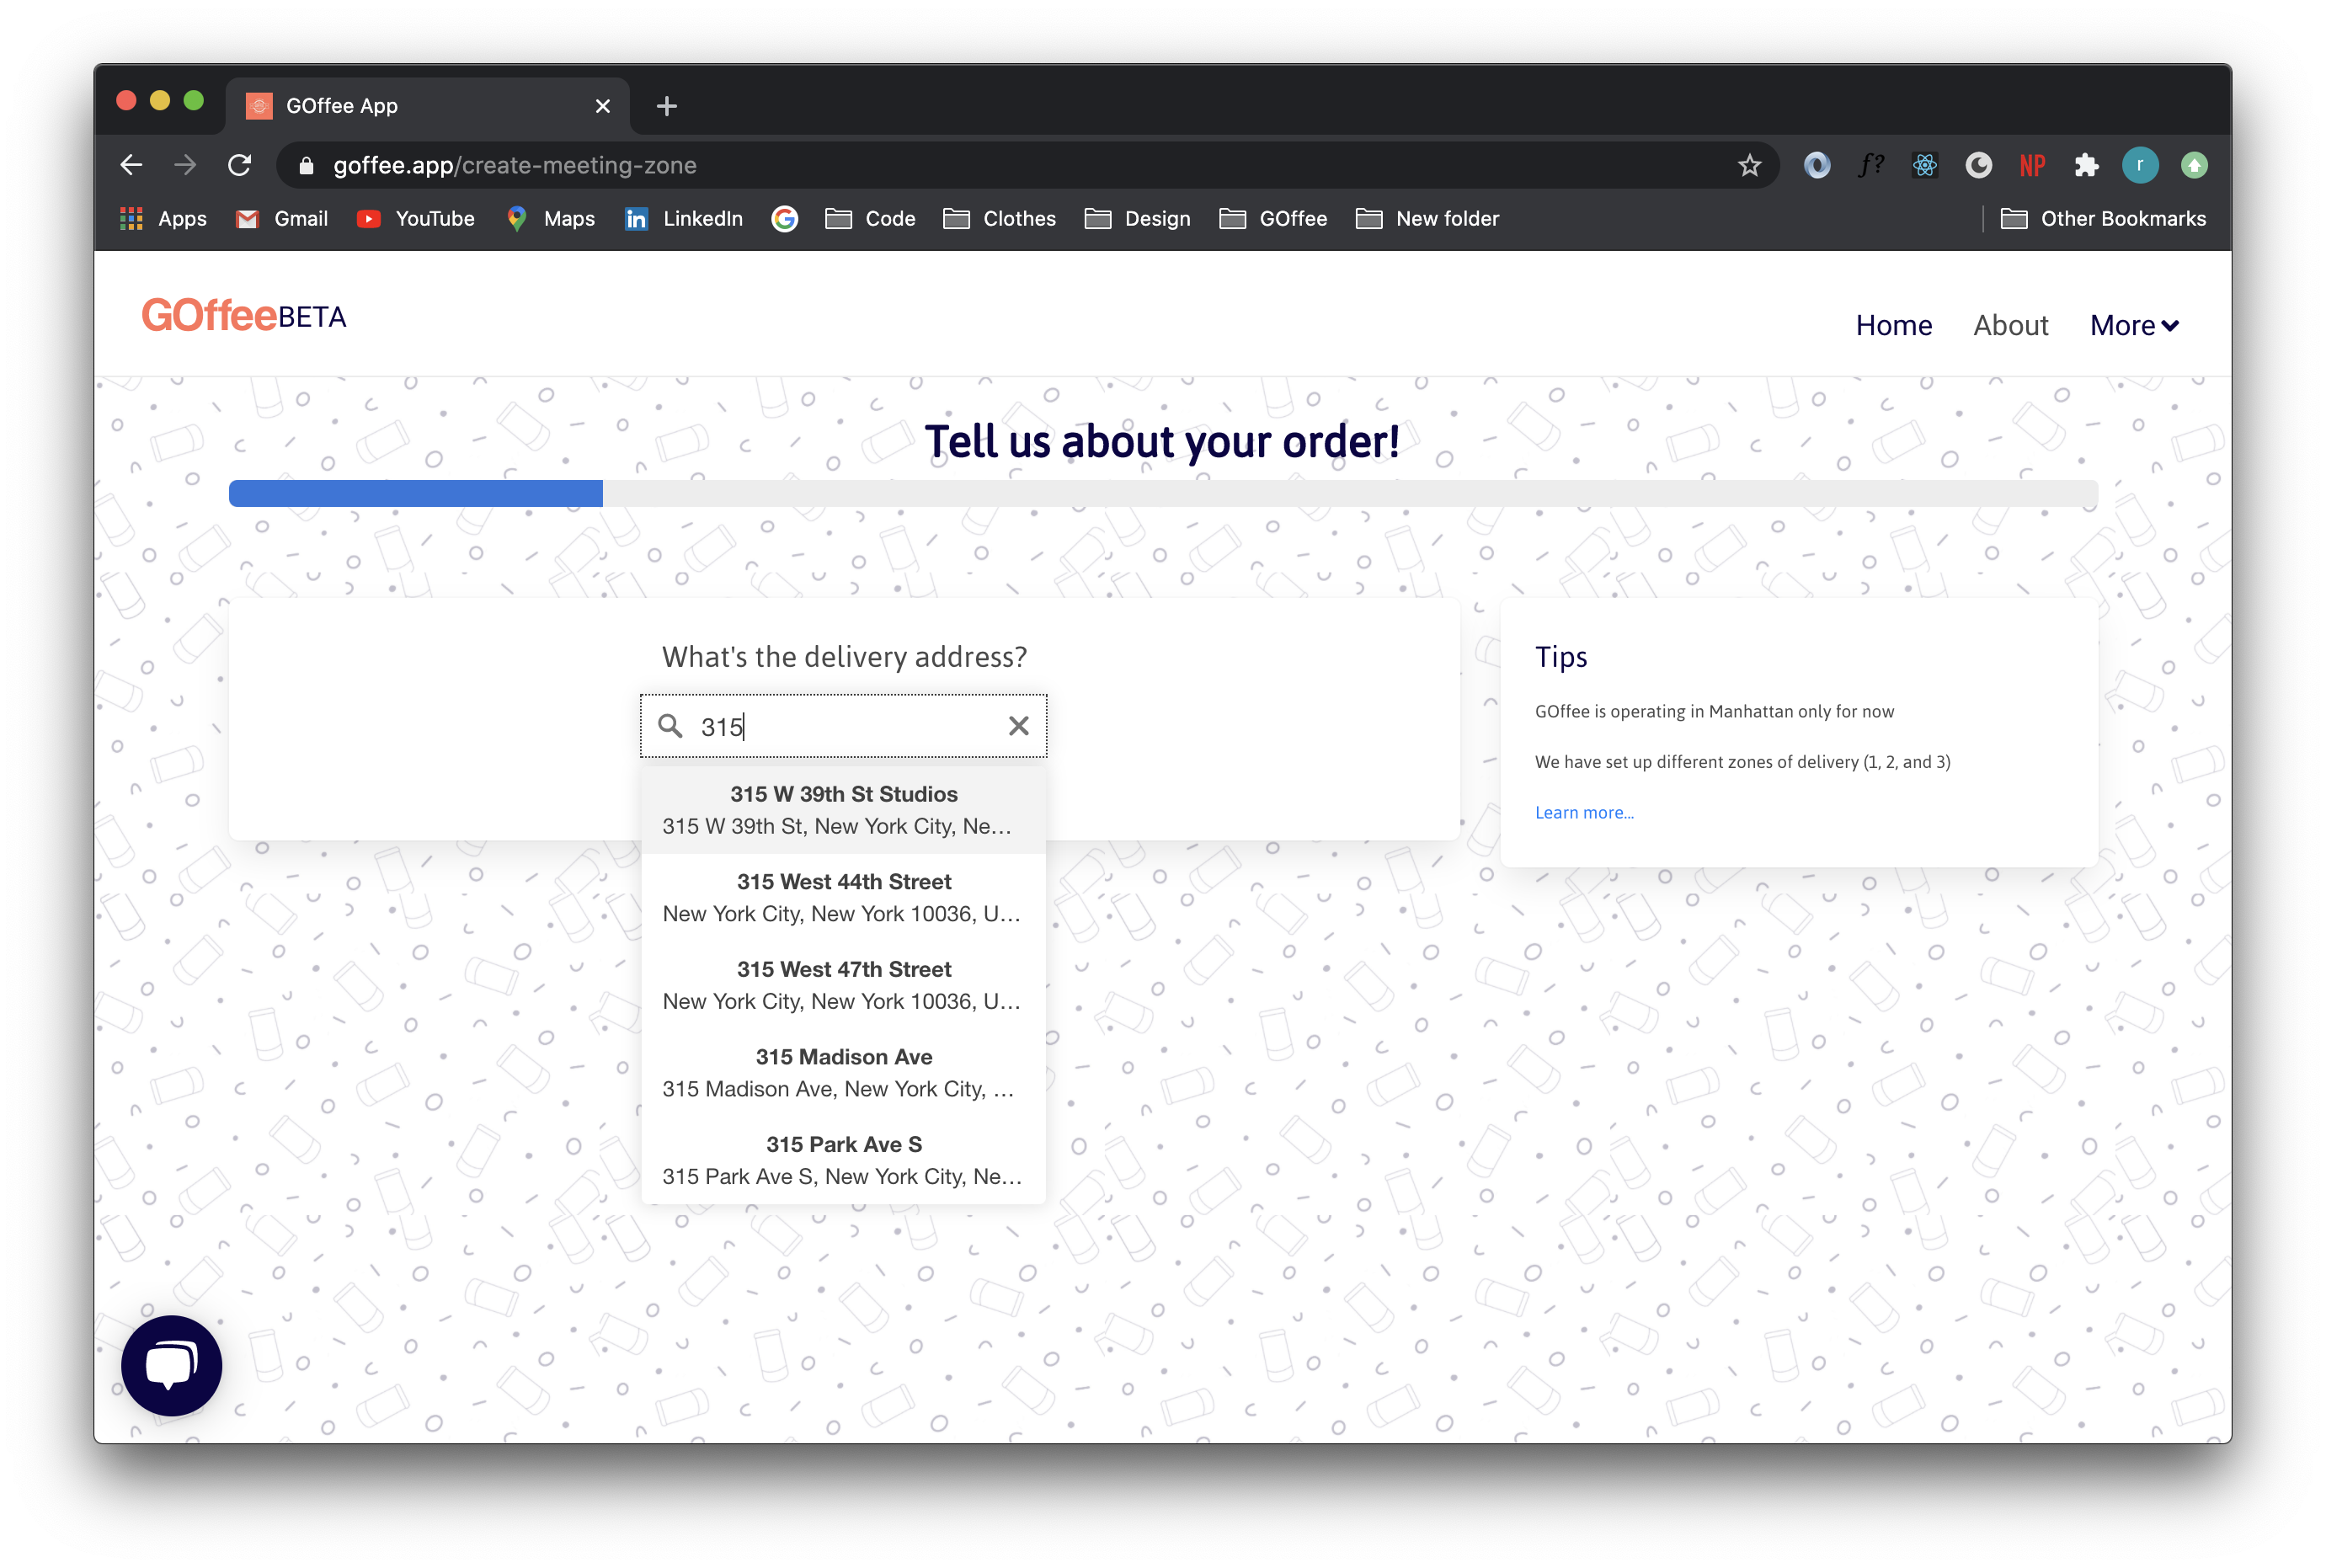 GOffee App
goffee.app/create-meeting-zone
f?
NP
r
Apps
Gmail
YouTube
Maps
LinkedIn
Code
Clothes
Design
GOffee
New folder
Other Bookmarks
GOffeeBETA
Home
About
More
Tell us about your order!
What's the delivery address?
315
315 W 39th St Studios
315 W 39th St, New York City, Ne...
315 West 44th Street
New York City, New York 10036, U...
315 West 47th Street
New York City, New York 10036, U...
315 Madison Ave
315 Madison Ave, New York City, ...
315 Park Ave S
315 Park Ave S, New York City, Ne...
Tips
GOffee is operating in Manhattan only for now
We have set up different zones of delivery (1, 2, and 3)
Learn more...